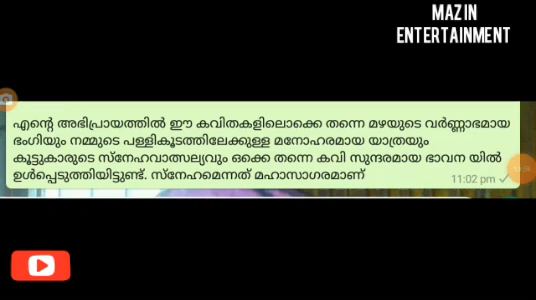 MAZIN
ENTERTAINMENT
എന്റെ അഭിപ്രായത്തിൽ ഈ കവിതകളിലൊക്കെ തന്നെ മഴയുടെ വർണ്ണാഭമായ
ഭംഗിയും നമ്മുടെ പള്ളികൂടത്തിലേക്കുള്ള മനോഹരമായ യാത്രയും
കൂട്ടുകാരുടെ സ്നേഹവാത്സല്യവും ഒക്കെ തന്നെ കവി സുന്ദരമായ ഭാവന യിൽ
ഉൾപ്പെടുത്തിയിട്ടുണ്ട്. സ്നേഹമെന്നത് മഹാസാഗരമാണ്
11:02 pm